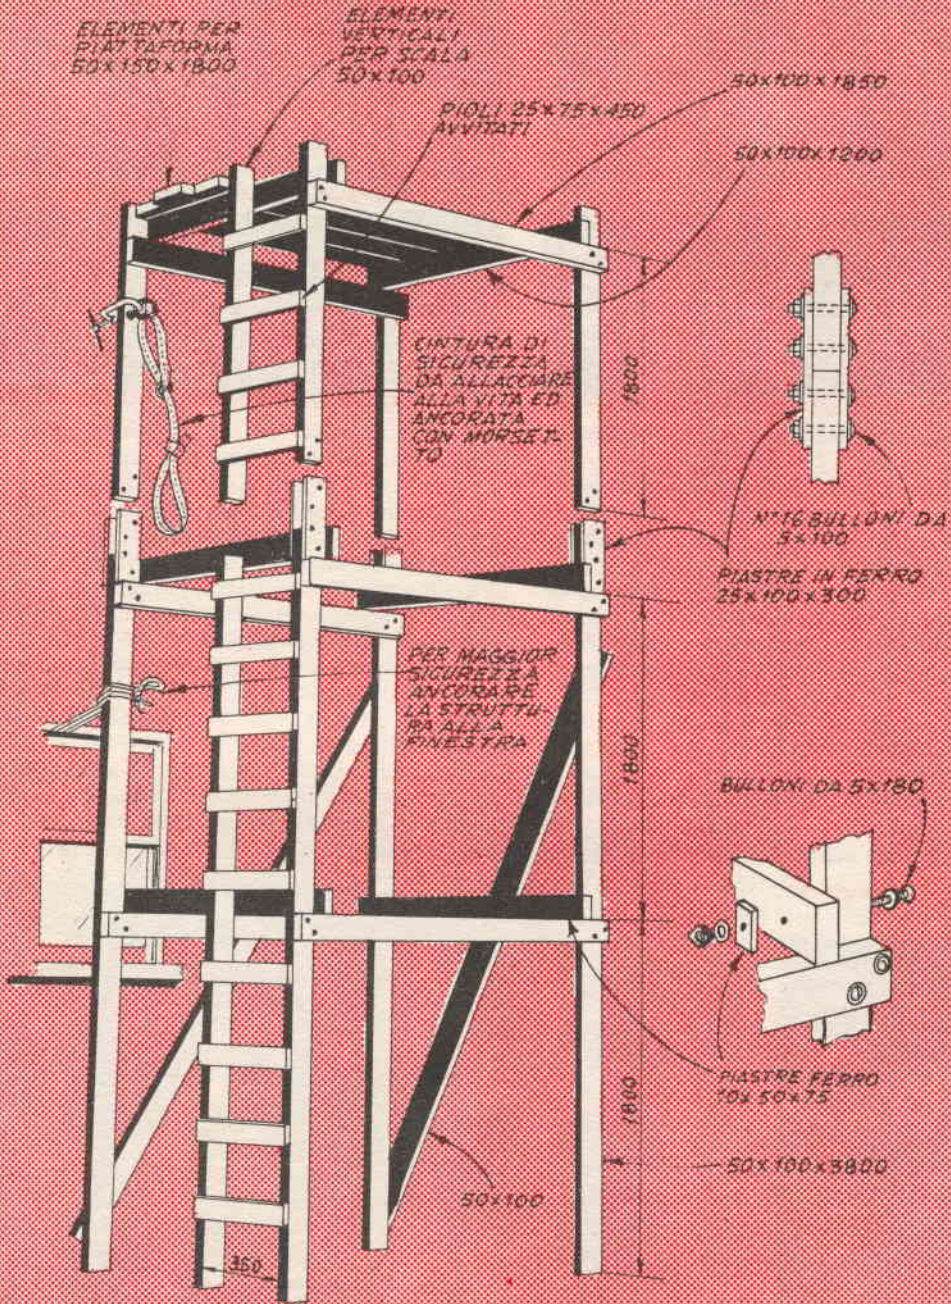 ELEMENTI PER
PIATTAFORMA
50x150x1800
ELEMENTI
VERTICALI
PER SCALA
50x100
PIOLI 25x75x450
AVVITATI
50x100x1850
50x100x1200
CINTURA DI
SICUREZZA
DA ALLACCIARE
ALLA VITA ED
ANCORATA
CON MORSET-
TO
1800
N°16 BULLONI DA
5x100
PIASTRE IN FERRO
25x100x300
PER MAGGIOR
SICUREZZA
ANCORARE
LA STRUTTU-
RA ALLA
FINESTRA
1800
BULLONI DA 5x180
PIASTRE FERRO
10x50x75
1800
50x100x3800
50x100
350